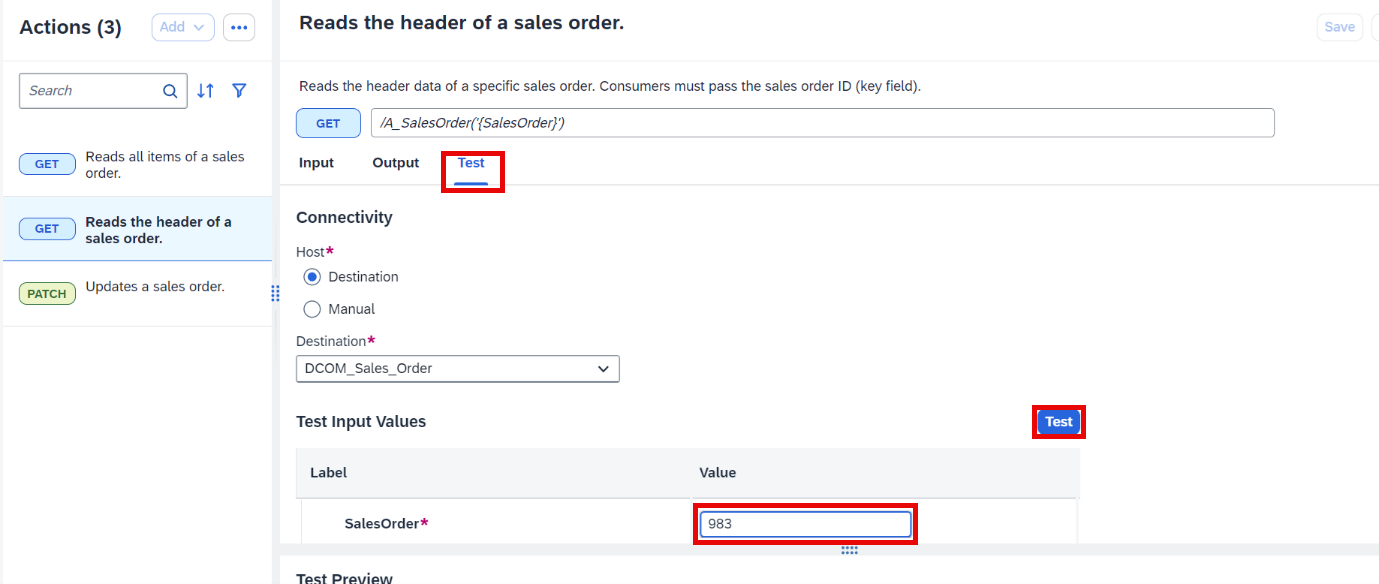 Actions (3)
Add
Search
GET
Reads all items of a sales
order.
GET
Reads the header of a
sales order.
PATCH
Updates a sales order.
Reads the header of a sales order.
Save
Reads the header data of a specific sales order. Consumers must pass the sales order ID (key field).
GET
/A_SalesOrder('{SalesOrder}')
Input Output Test
Connectivity
Host*
Destination
Manual
Destination*
DCOM_Sales_Order
Test Input Values
Test
Label Value
SalesOrder* 983
Test Preview